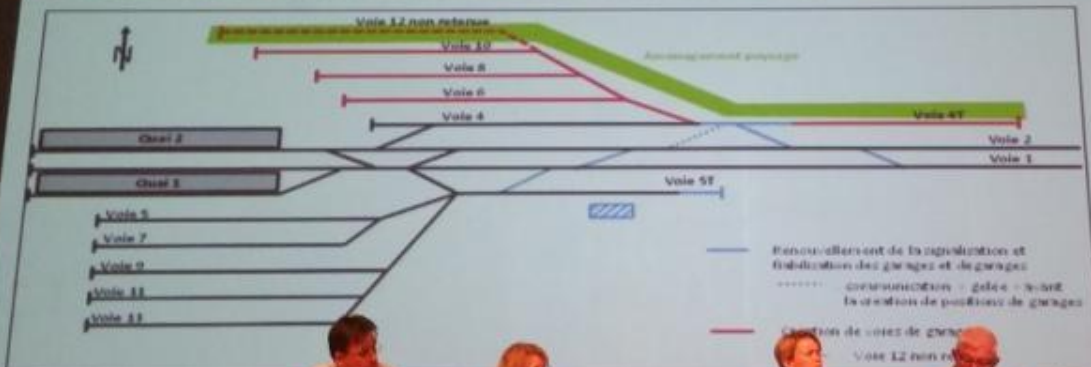 Voie 12 non retenue
Voie 10
Voie 8
Voie 6
Voie 4
Aménagement paysager
Voie 4T
Quai 2
Voie 2
Voie 1
Quai 1
Voie 5T
Voie 5
Voie 7
Voie 9
Voie 11
Voie 13
N
Renouvellement de la signalisation et
fiabilisation des garages et dégarages
communication « gelée » avant
la création de positions de garages
Création de voies de
Voie 12 non